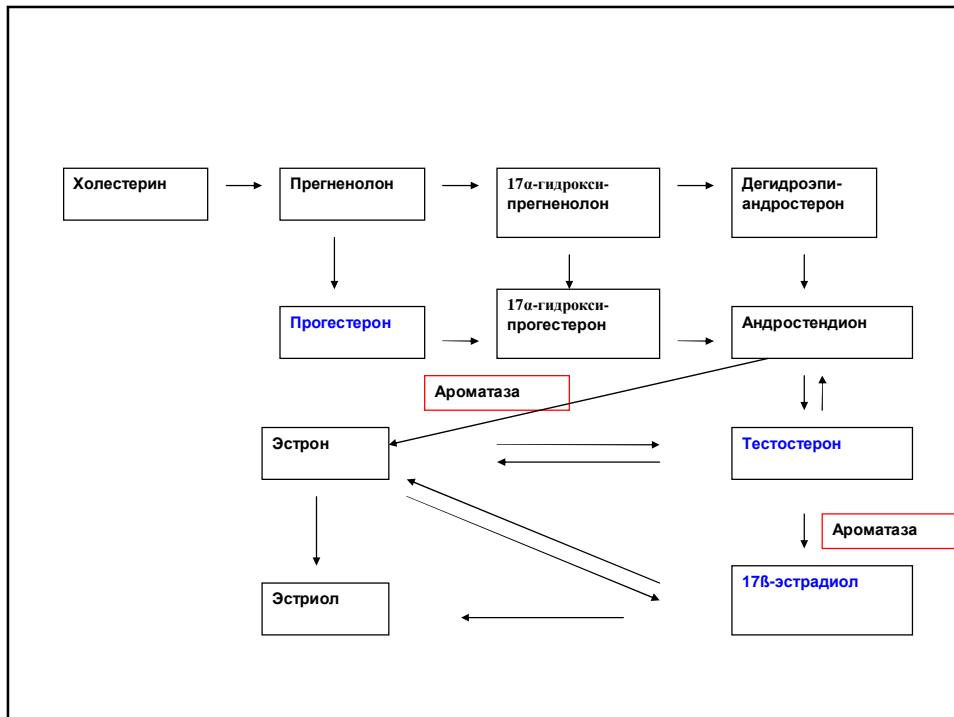 Холестерин
Прегненолон
17α-гидрокси-
прегненолон
Дегидроэпи-
андростерон
Прогестерон
17α-гидрокси-
прогестерон
Андростендион
Ароматаза
Эстрон
Тестостерон
Ароматаза
Эстриол
17ß-эстрадиол